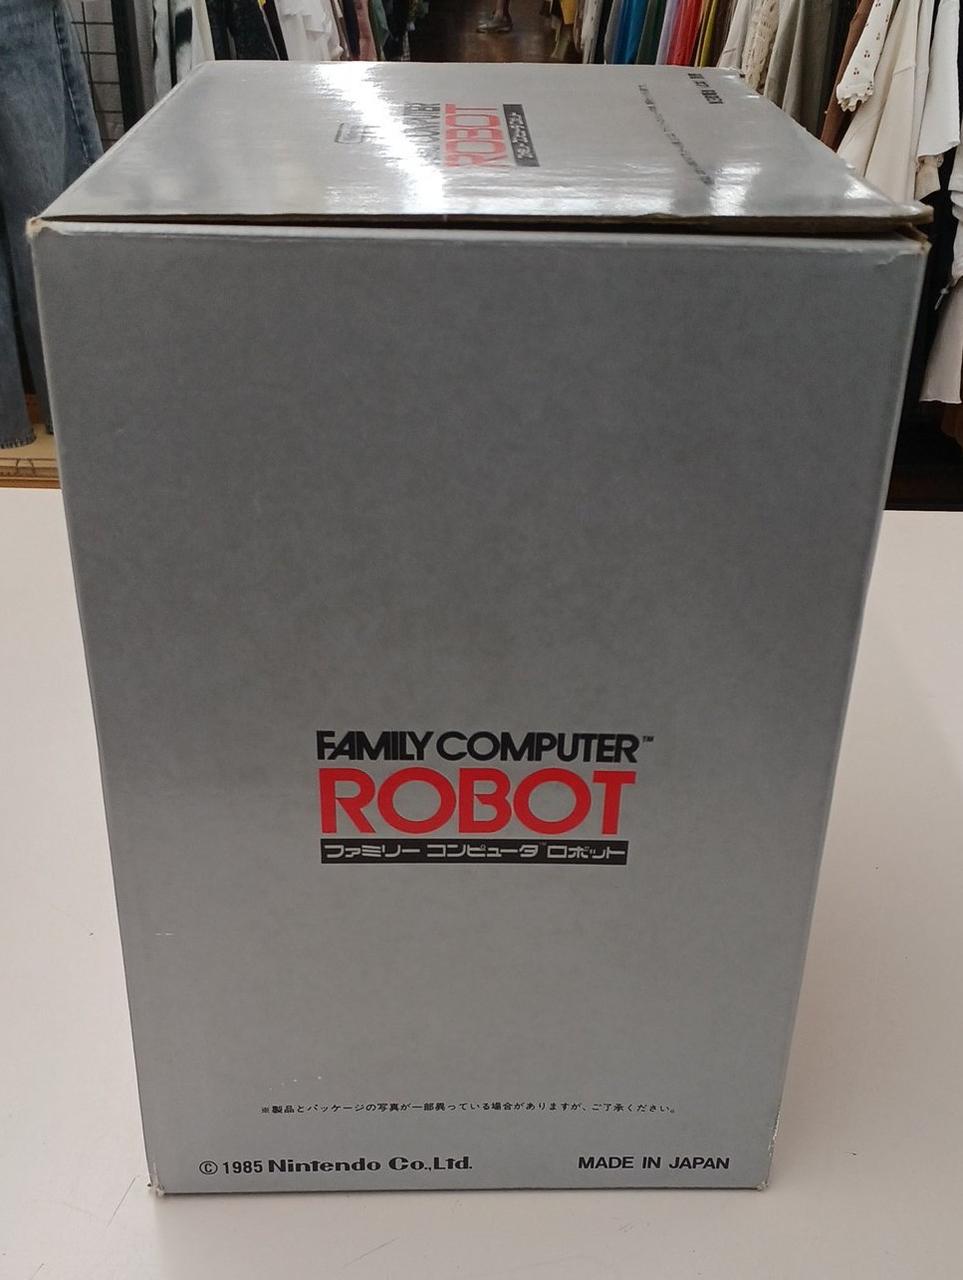 ROBOT
FAMILY COMPUTER™
ROBOT
ファミリー コンピュータ™ ロボット
※製品とパッケージの写真が一部異っている場合がありますが、ご了承ください。
© 1985 Nintendo Co.,Ltd.
MADE IN JAPAN